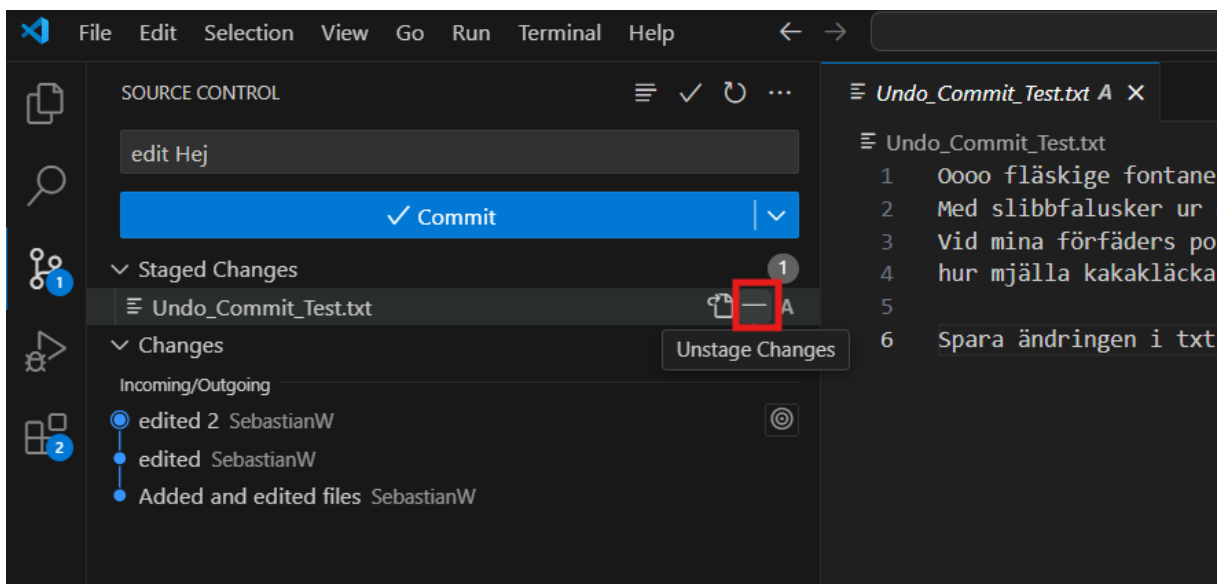 File Edit Selection View Go Run Terminal Help
SOURCE CONTROL
edit Hej
Commit
Staged Changes 1
Undo_Commit_Test.txt A
Changes
Unstage Changes
Incoming/Outgoing
edited 2 SebastianW
edited SebastianW
Added and edited files SebastianW
1
2
Undo_Commit_Test.txt A
Undo_Commit_Test.txt
1 Oooo fläskige fontane
2 Med slibbfalusker ur
3 Vid mina förfäders po
4 hur mjälla kakakläcka
5
6 Spara ändringen i txt